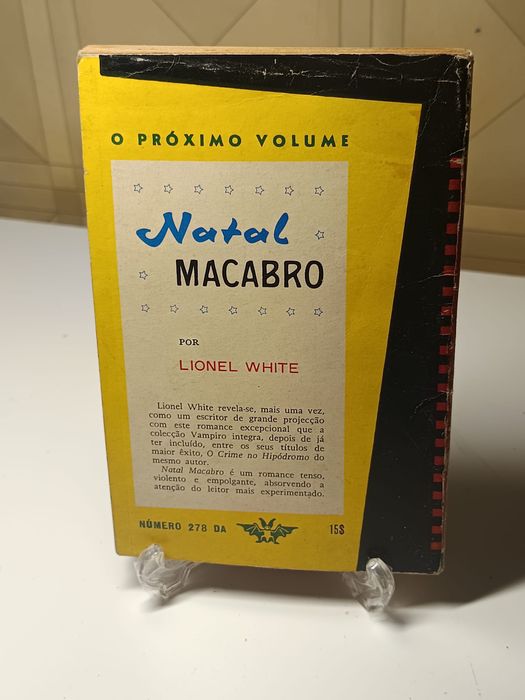 O PRÓXIMO VOLUME
Natal
MACABRO
POR
LIONEL WHITE
Lionel White revela-se, mais uma vez,
como um escritor de grande projecção
com este romance excepcional que a
colecção Vampiro integra, depois de já
ter incluído, entre os seus títulos de
maior êxito, O Crime no Hipódromo do
mesmo autor.
Natal Macabro é um romance tenso,
violento e empolgante, absorvendo a
atenção do leitor mais experimentado.
NÚMERO 278 DA
15$